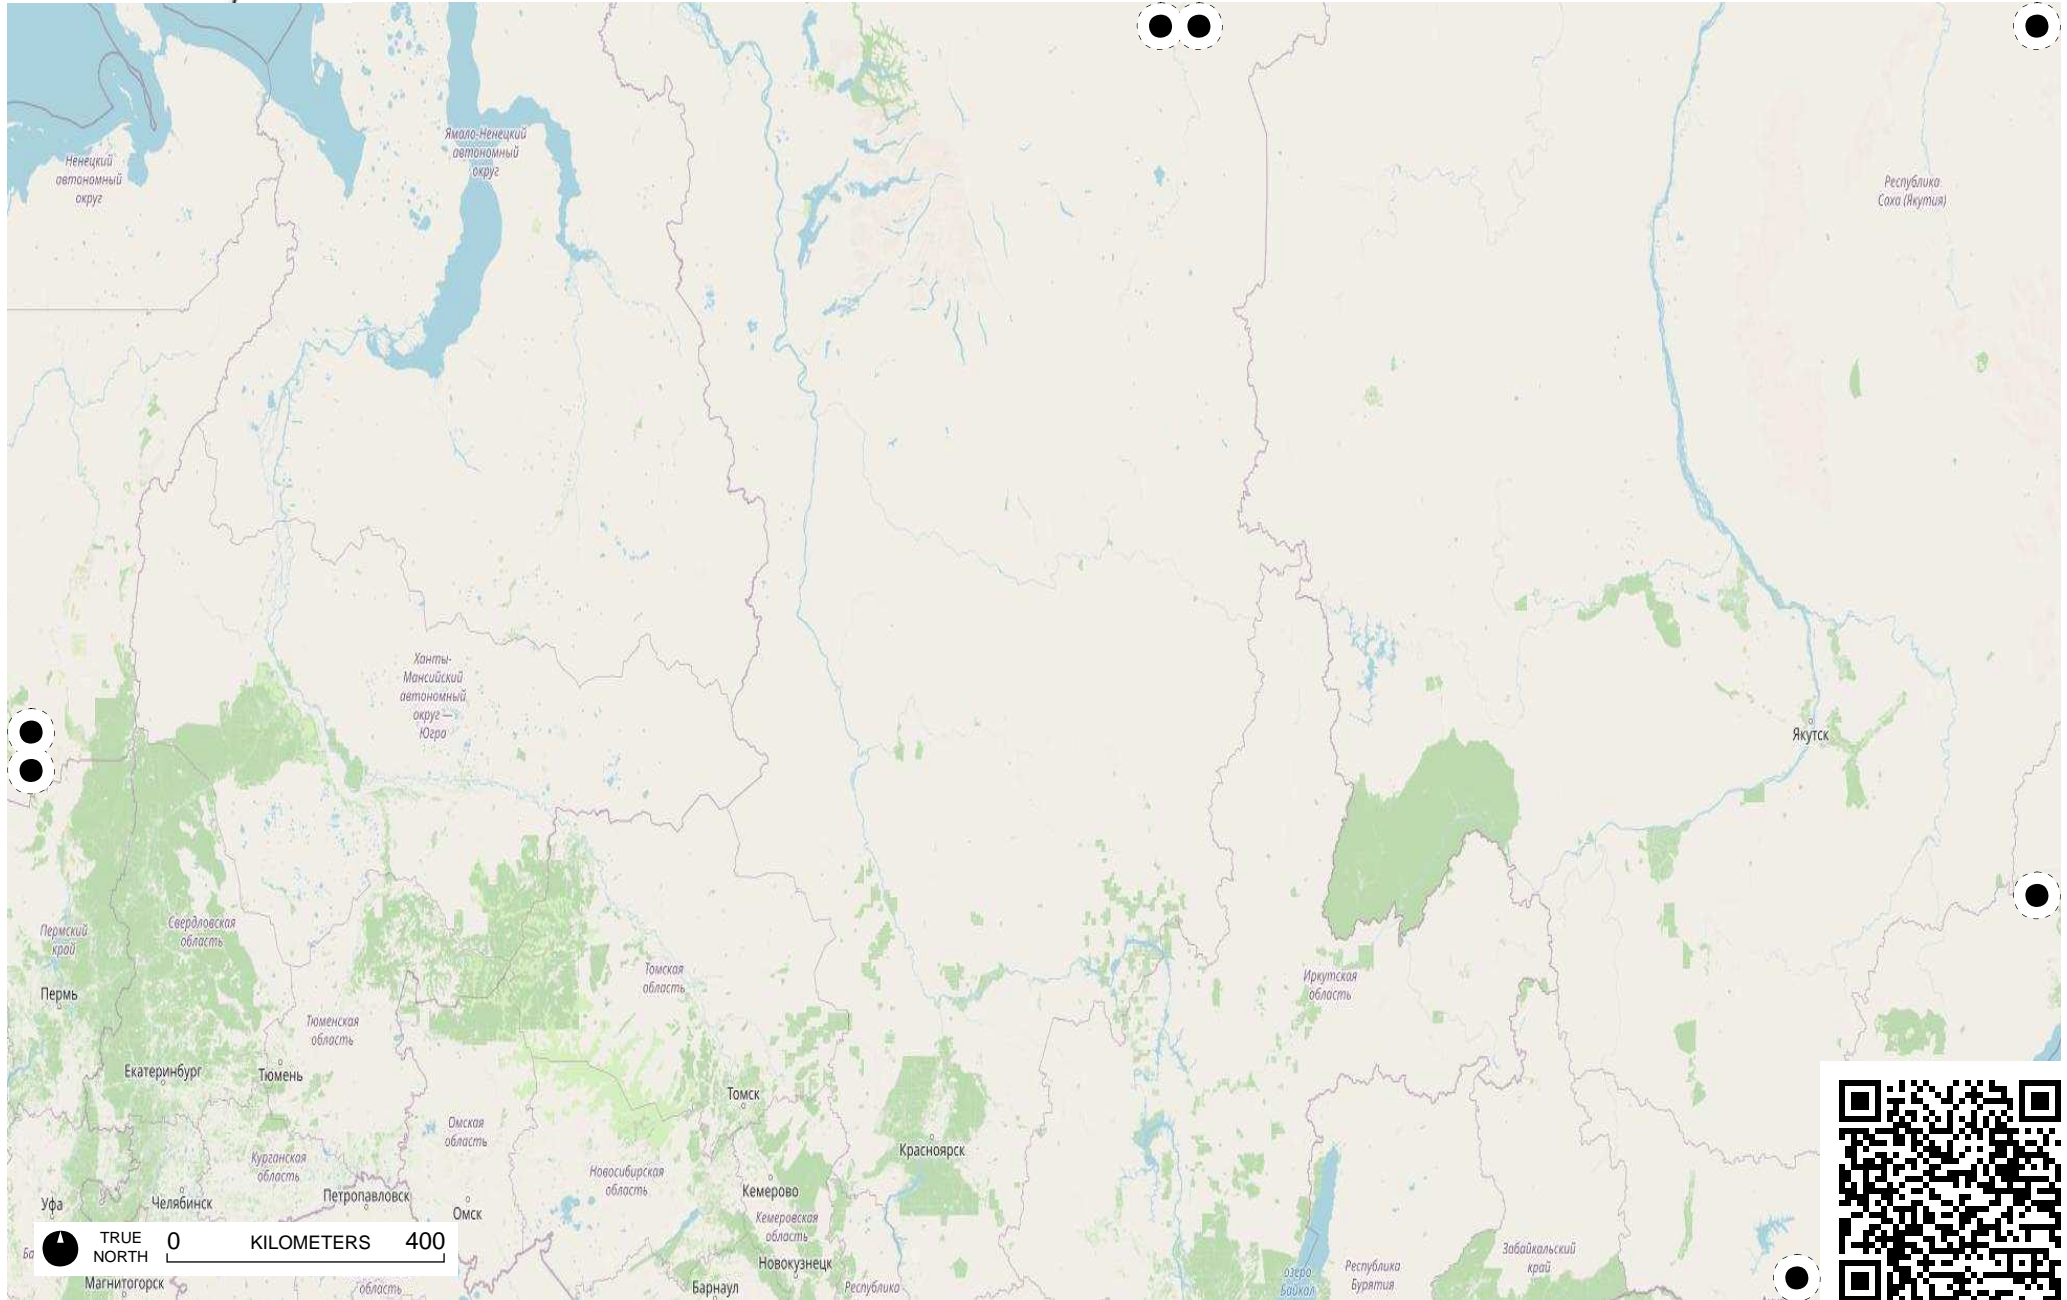 Ямало-Ненецкий
автономный
округ
Ненецкий
автономный
округ
Республика
Саха (Якутия)
Ханты-
Мансийский
автономный
округ —
Югра
Якутск
Свердловская
область
Пермский
край
Пермь
Томская
область
Иркутская
область
Тюменская
область
Екатеринбург
Тюмень
Томск
Омская
область
Красноярск
Курганская
область
Новосибирская
область
Уфа
Челябинск
Петропавловск
Кемерово
Омск
Кемеровская
область
TRUE
NORTH
0 KILOMETERS 400
Новокузнецк
Забайкальский
край
Магнитогорск
область
Барнаул
Республика
озеро
Байкал
Республика
Бурятия